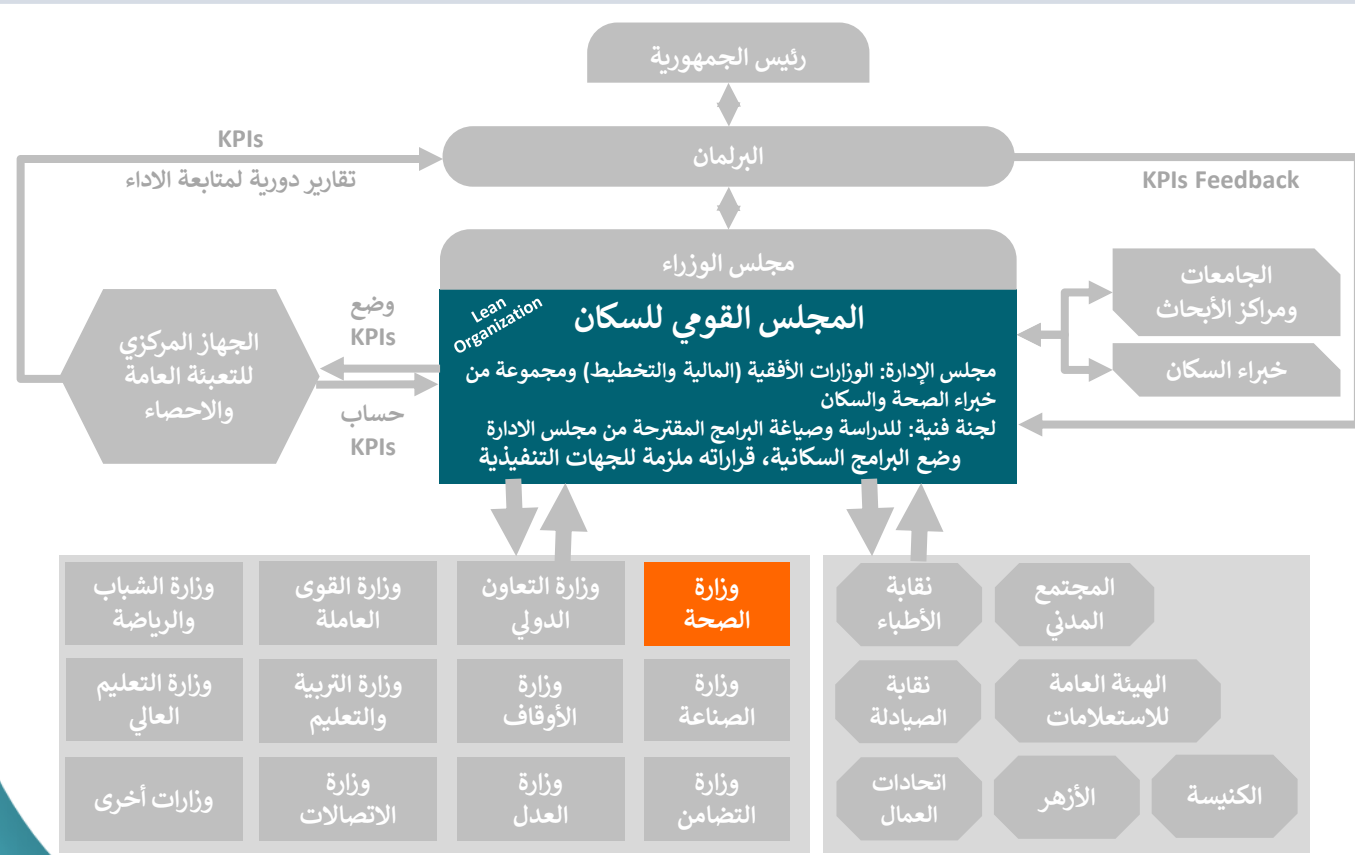 رئيس الجمهورية
البرلمان
KPIs
تقارير دورية لمتابعة الاداء
KPIs Feedback
مجلس الوزراء
Lean
Organization
المجلس القومي للسكان
مجلس الإدارة: الوزارات الأفقية (المالية والتخطيط) ومجموعة من
خبراء الصحة والسكان
لجنة فنية: للدراسة وصياغة البرامج المقترحة من مجلس الادارة
وضع البرامج السكانية، قراراته ملزمة للجهات التنفيذية
الجامعات
ومراكز الأبحاث
خبراء السكان
وضع
KPIs
حساب
KPIs
الجهاز المركزي
للتعبئة العامة
والاحصاء
المجتمع
المدني
نقابة
الأطباء
الهيئة العامة
للاستعلامات
نقابة
الصيادلة
الكنيسة
الأزهر
اتحادات
العمال
وزارة
الصحة
وزارة التعاون
الدولي
وزارة القوى
العاملة
وزارة الشباب
والرياضة
وزارة
الصناعة
وزارة
الأوقاف
وزارة التربية
والتعليم
وزارة التعليم
العالي
وزارة
التضامن
وزارة
العدل
وزارة
الاتصالات
وزارات أخرى